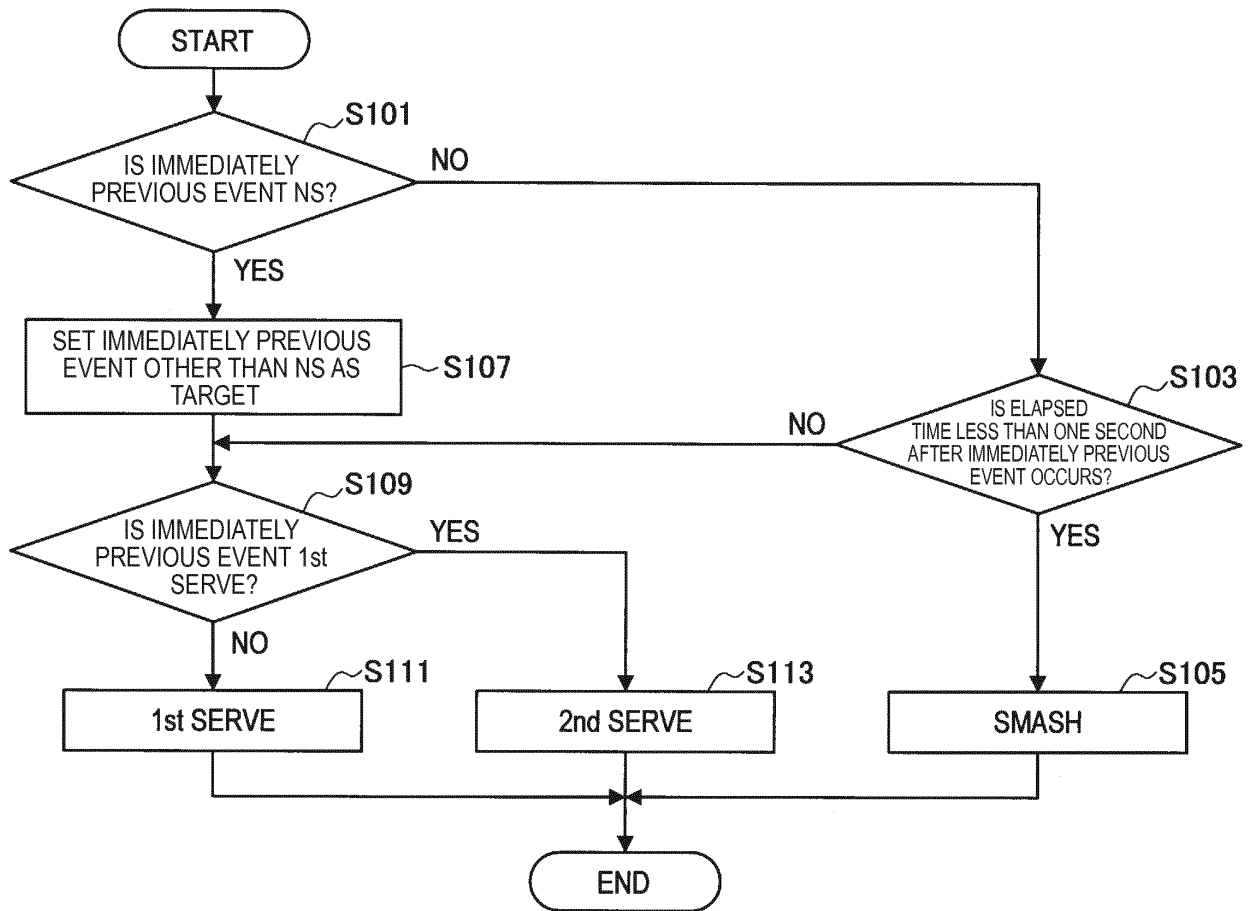 START
S101
IS IMMEDIATELY
PREVIOUS EVENT NS?
NO
YES
SET IMMEDIATELY PREVIOUS
EVENT OTHER THAN NS AS
TARGET
S107
S103
IS ELAPSED
TIME LESS THAN ONE SECOND
AFTER IMMEDIATELY PREVIOUS
EVENT OCCURS?
NO
YES
S109
IS IMMEDIATELY
PREVIOUS EVENT 1st
SERVE?
YES
NO
S111
1st SERVE
S113
2nd SERVE
S105
SMASH
END